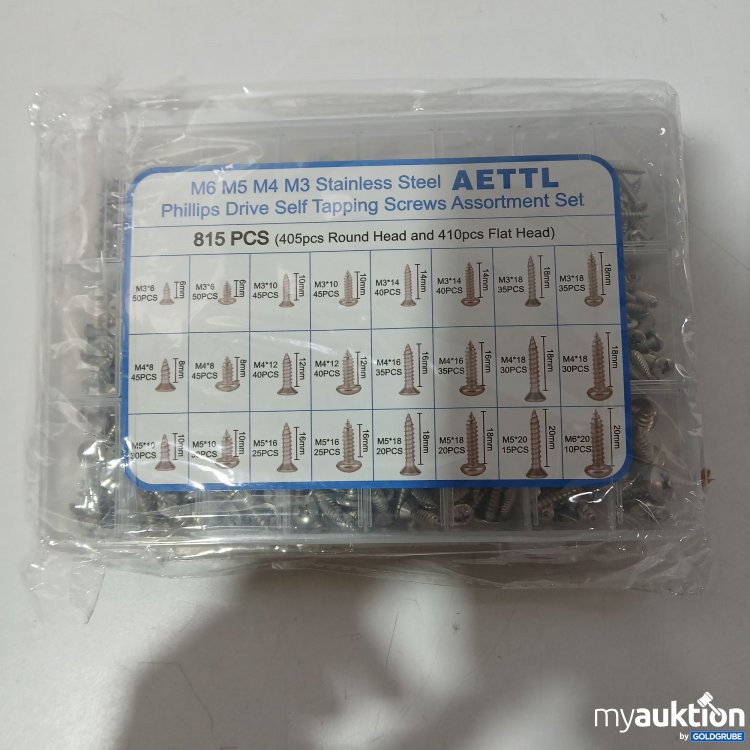 M6 M5 M4 M3 Stainless Steel AETTL
Phillips Drive Self Tapping Screws Assortment Set
815 PCS (405pcs Round Head and 410pcs Flat Head)
M3*6 50PCS 6mm M3*6 50PCS 6mm M3*10 45PCS 10mm M3*10 45PCS 10mm M3*14 40PCS 14mm M3*14 40PCS 14mm M3*18 35PCS 18mm M3*18 35PCS 18mm
M4*8 45PCS 8mm M4*8 45PCS 8mm M4*12 40PCS 12mm M4*12 40PCS 12mm M4*16 35PCS 16mm M4*16 35PCS 16mm M4*18 30PCS 18mm M4*18 30PCS 18mm
M5*10 30PCS 10mm M5*10 30PCS 10mm M5*16 25PCS 16mm M5*16 25PCS 16mm M5*18 20PCS 18mm M5*18 20PCS 18mm M5*20 15PCS 20mm M6*20 10PCS 20mm
myauktion
by GOLDGRUBE